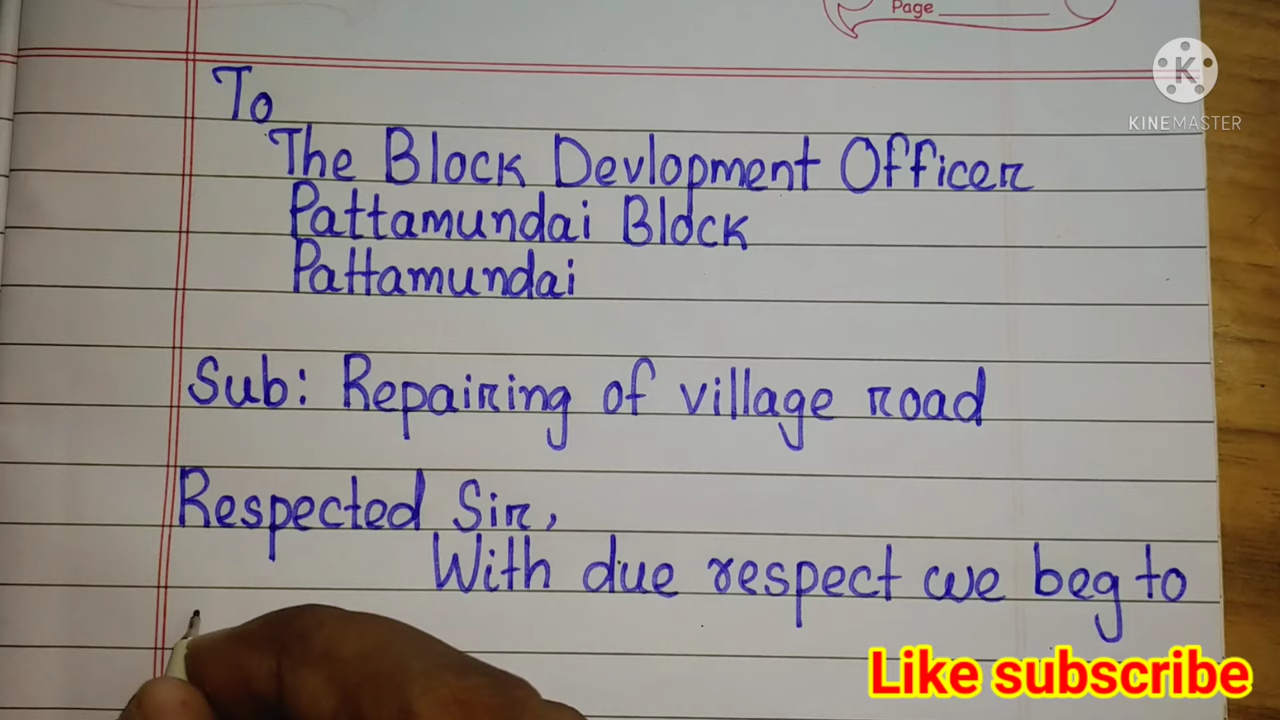 Page
K
KINEMASTER
To
The Block Devlopment Officer
Pattamundai Block
Pattamundai
Sub: Repairing of village road
Respected Sir,
With due respect we beg to
Like subscribe